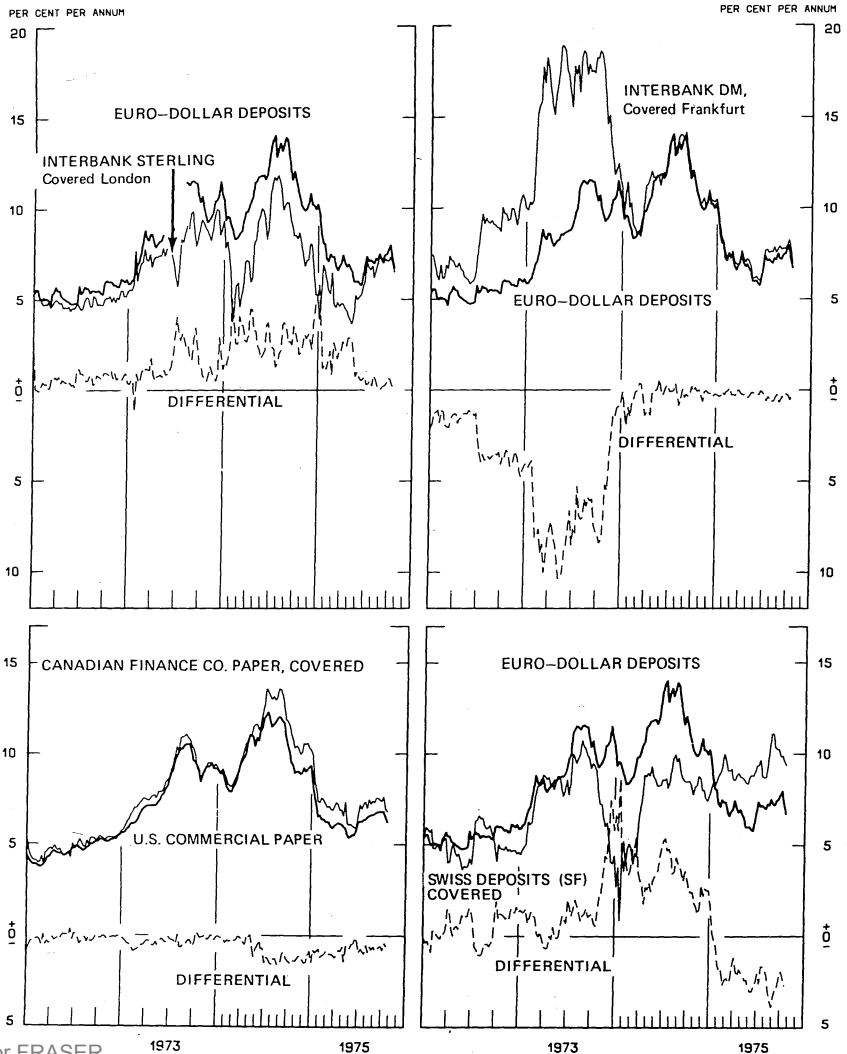 PER CENT PER ANNUM
PER CENT PER ANNUM
20
15
10
5
+
0
−
5
10
EURO−DOLLAR DEPOSITS
INTERBANK STERLING
Covered London
DIFFERENTIAL
20
15
10
5
+
0
−
5
10
INTERBANK DM,
Covered Frankfurt
EURO−DOLLAR DEPOSITS
DIFFERENTIAL
15
10
5
+
0
−
5
CANADIAN FINANCE CO. PAPER, COVERED
U.S. COMMERCIAL PAPER
DIFFERENTIAL
1973
1975
15
10
5
+
0
−
5
EURO−DOLLAR DEPOSITS
SWISS DEPOSITS (SF)
COVERED
DIFFERENTIAL
1973
1975
or FRASER